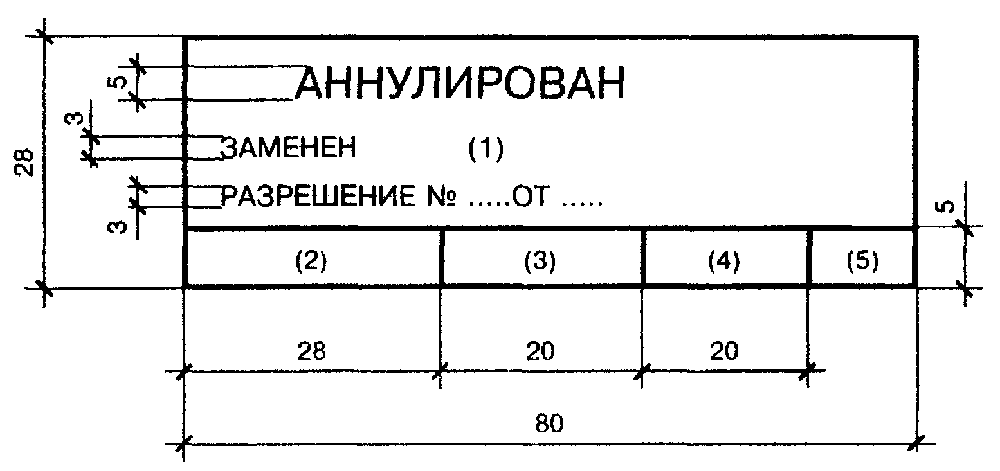 АННУЛИРОВАН
5
3
ЗАМЕНЕН (1)
28
РАЗРЕШЕНИЕ № .....ОТ .....
3
5
(2) (3) (4) (5)
28 20 20
80